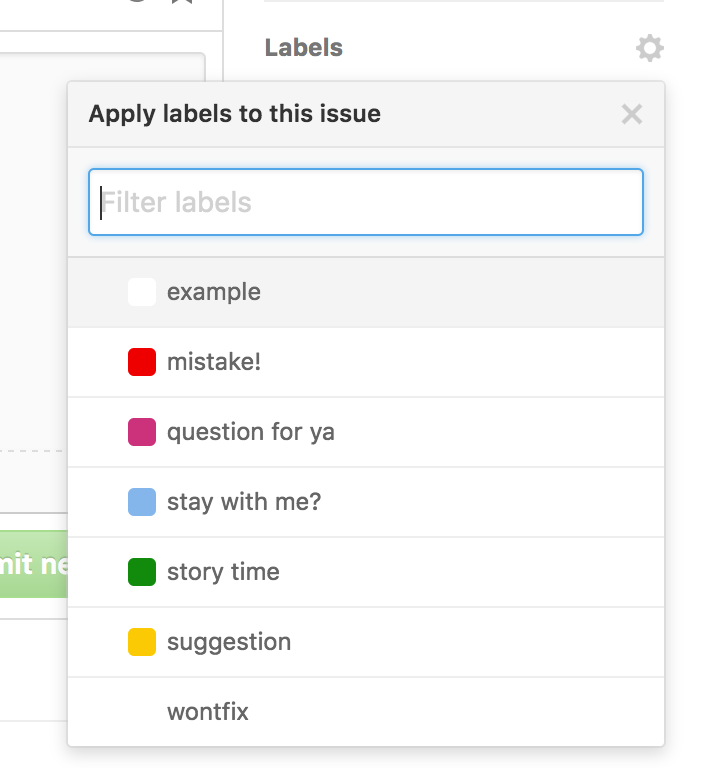 Labels
Apply labels to this issue
Filter labels
example
mistake!
question for ya
stay with me?
story time
mit ne
suggestion
wontfix